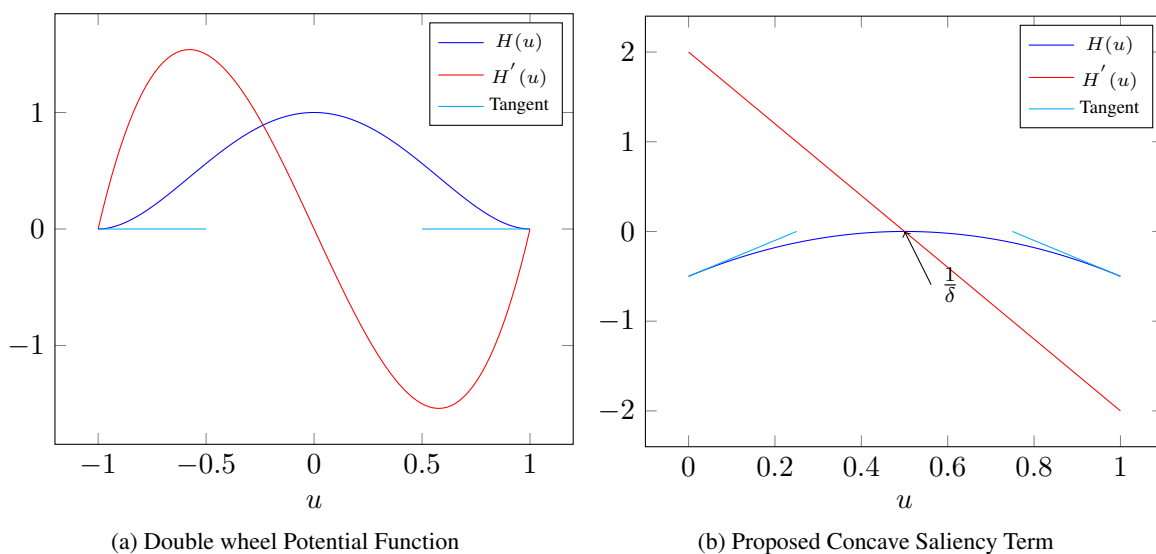 H(u)
H′(u)
Tangent
1
0
−1
−1
−0.5
0
0.5
1
u
(a) Double wheel Potential Function
H(u)
H′(u)
Tangent
2
1
0
−1
−2
1/δ
0
0.2
0.4
0.6
0.8
1
u
(b) Proposed Concave Saliency Term